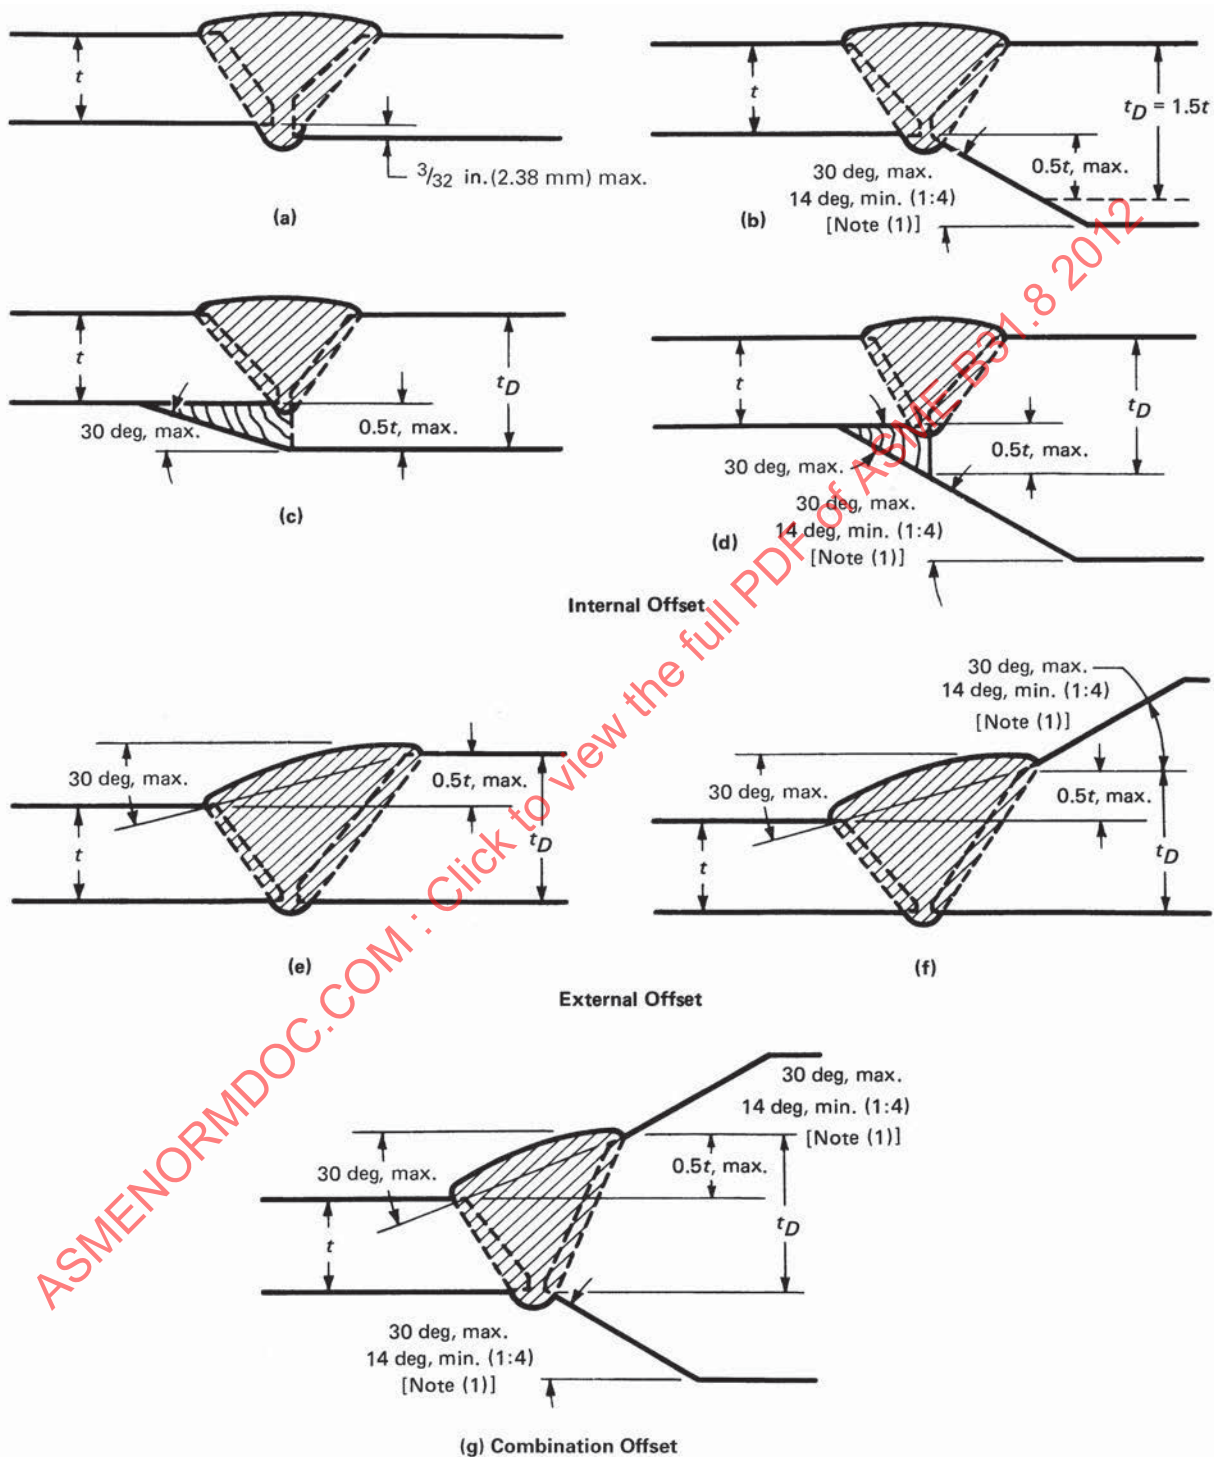 t
3/32 in.(2.38 mm) max.
(a)
t
tD = 1.5t
30 deg, max.
14 deg, min. (1:4)
[Note (1)]
0.5t, max.
(b)
t
30 deg, max.
0.5t, max.
tD
(c)
t
30 deg, max.
30 deg, max.
14 deg, min. (1:4)
[Note (1)]
0.5t, max.
tD
(d)
Internal Offset
30 deg, max.
t
0.5t, max.
tD
(e)
30 deg, max.
14 deg, min. (1:4)
[Note (1)]
30 deg, max.
0.5t, max.
t
tD
(f)
External Offset
30 deg, max.
14 deg, min. (1:4)
[Note (1)]
30 deg, max.
0.5t, max.
t
tD
30 deg, max.
14 deg, min. (1:4)
[Note (1)]
(g) Combination Offset
ASMENORMDOC.COM : Click to view the full PDF of ASME B31.8 2012